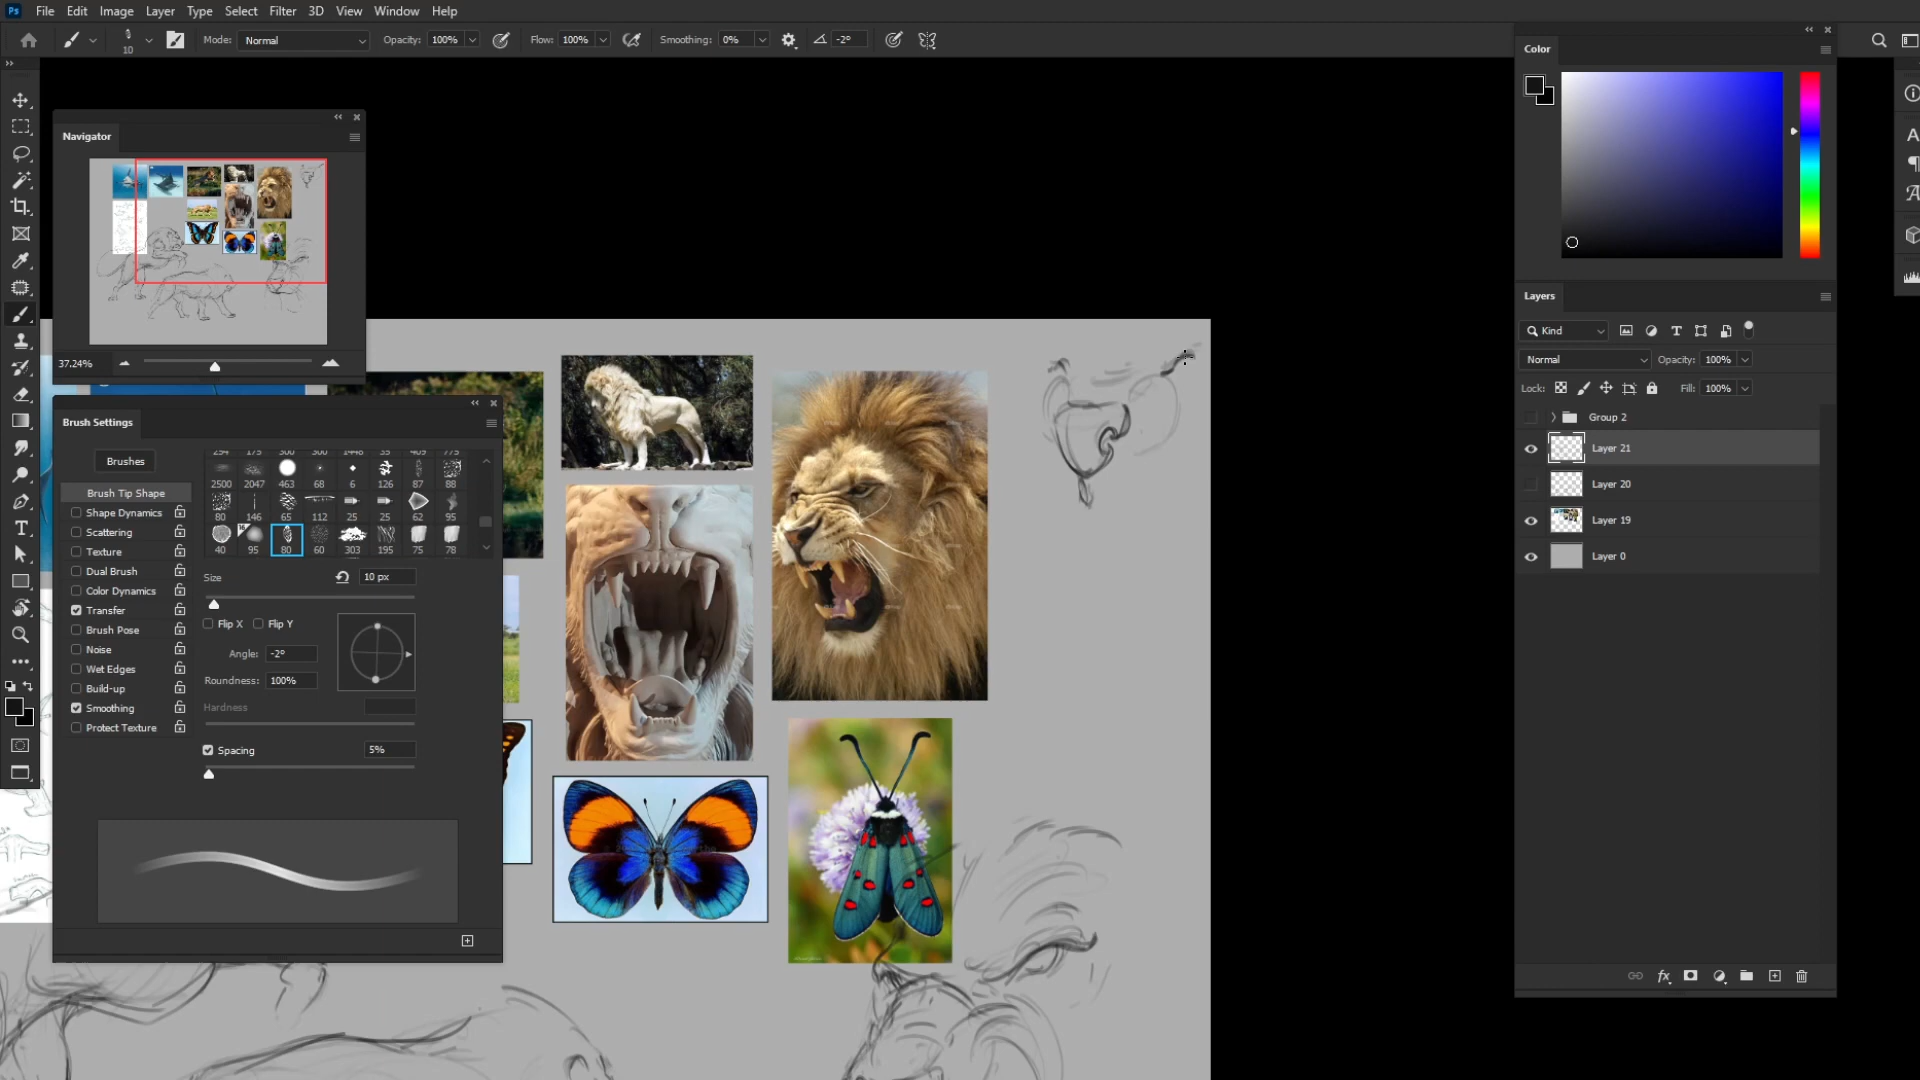 Ps File Edit Image Layer Type Select Filter 3D View Window Help
10 Mode: Normal Opacity: 100% Flow: 100% Smoothing: 0% -2°
Color
Navigator
37.24%
Brush Settings
Brushes
Brush Tip Shape
Shape Dynamics
Scattering
Texture
Dual Brush
Color Dynamics
Transfer
Brush Pose
Noise
Wet Edges
Build-up
Smoothing
Protect Texture
294 175 300 300 1448 35 409 775
2500 2047 463 68 6 126 87 88
80 146 65 112 25 25 62 95
40 95 80 60 303 195 75 78
Size 10 px
Flip X Flip Y
Angle: -2°
Roundness: 100%
Hardness
Spacing 5%
Layers
Kind
Normal Opacity: 100%
Lock: Fill: 100%
Group 2
Layer 21
Layer 20
Layer 19
Layer 0